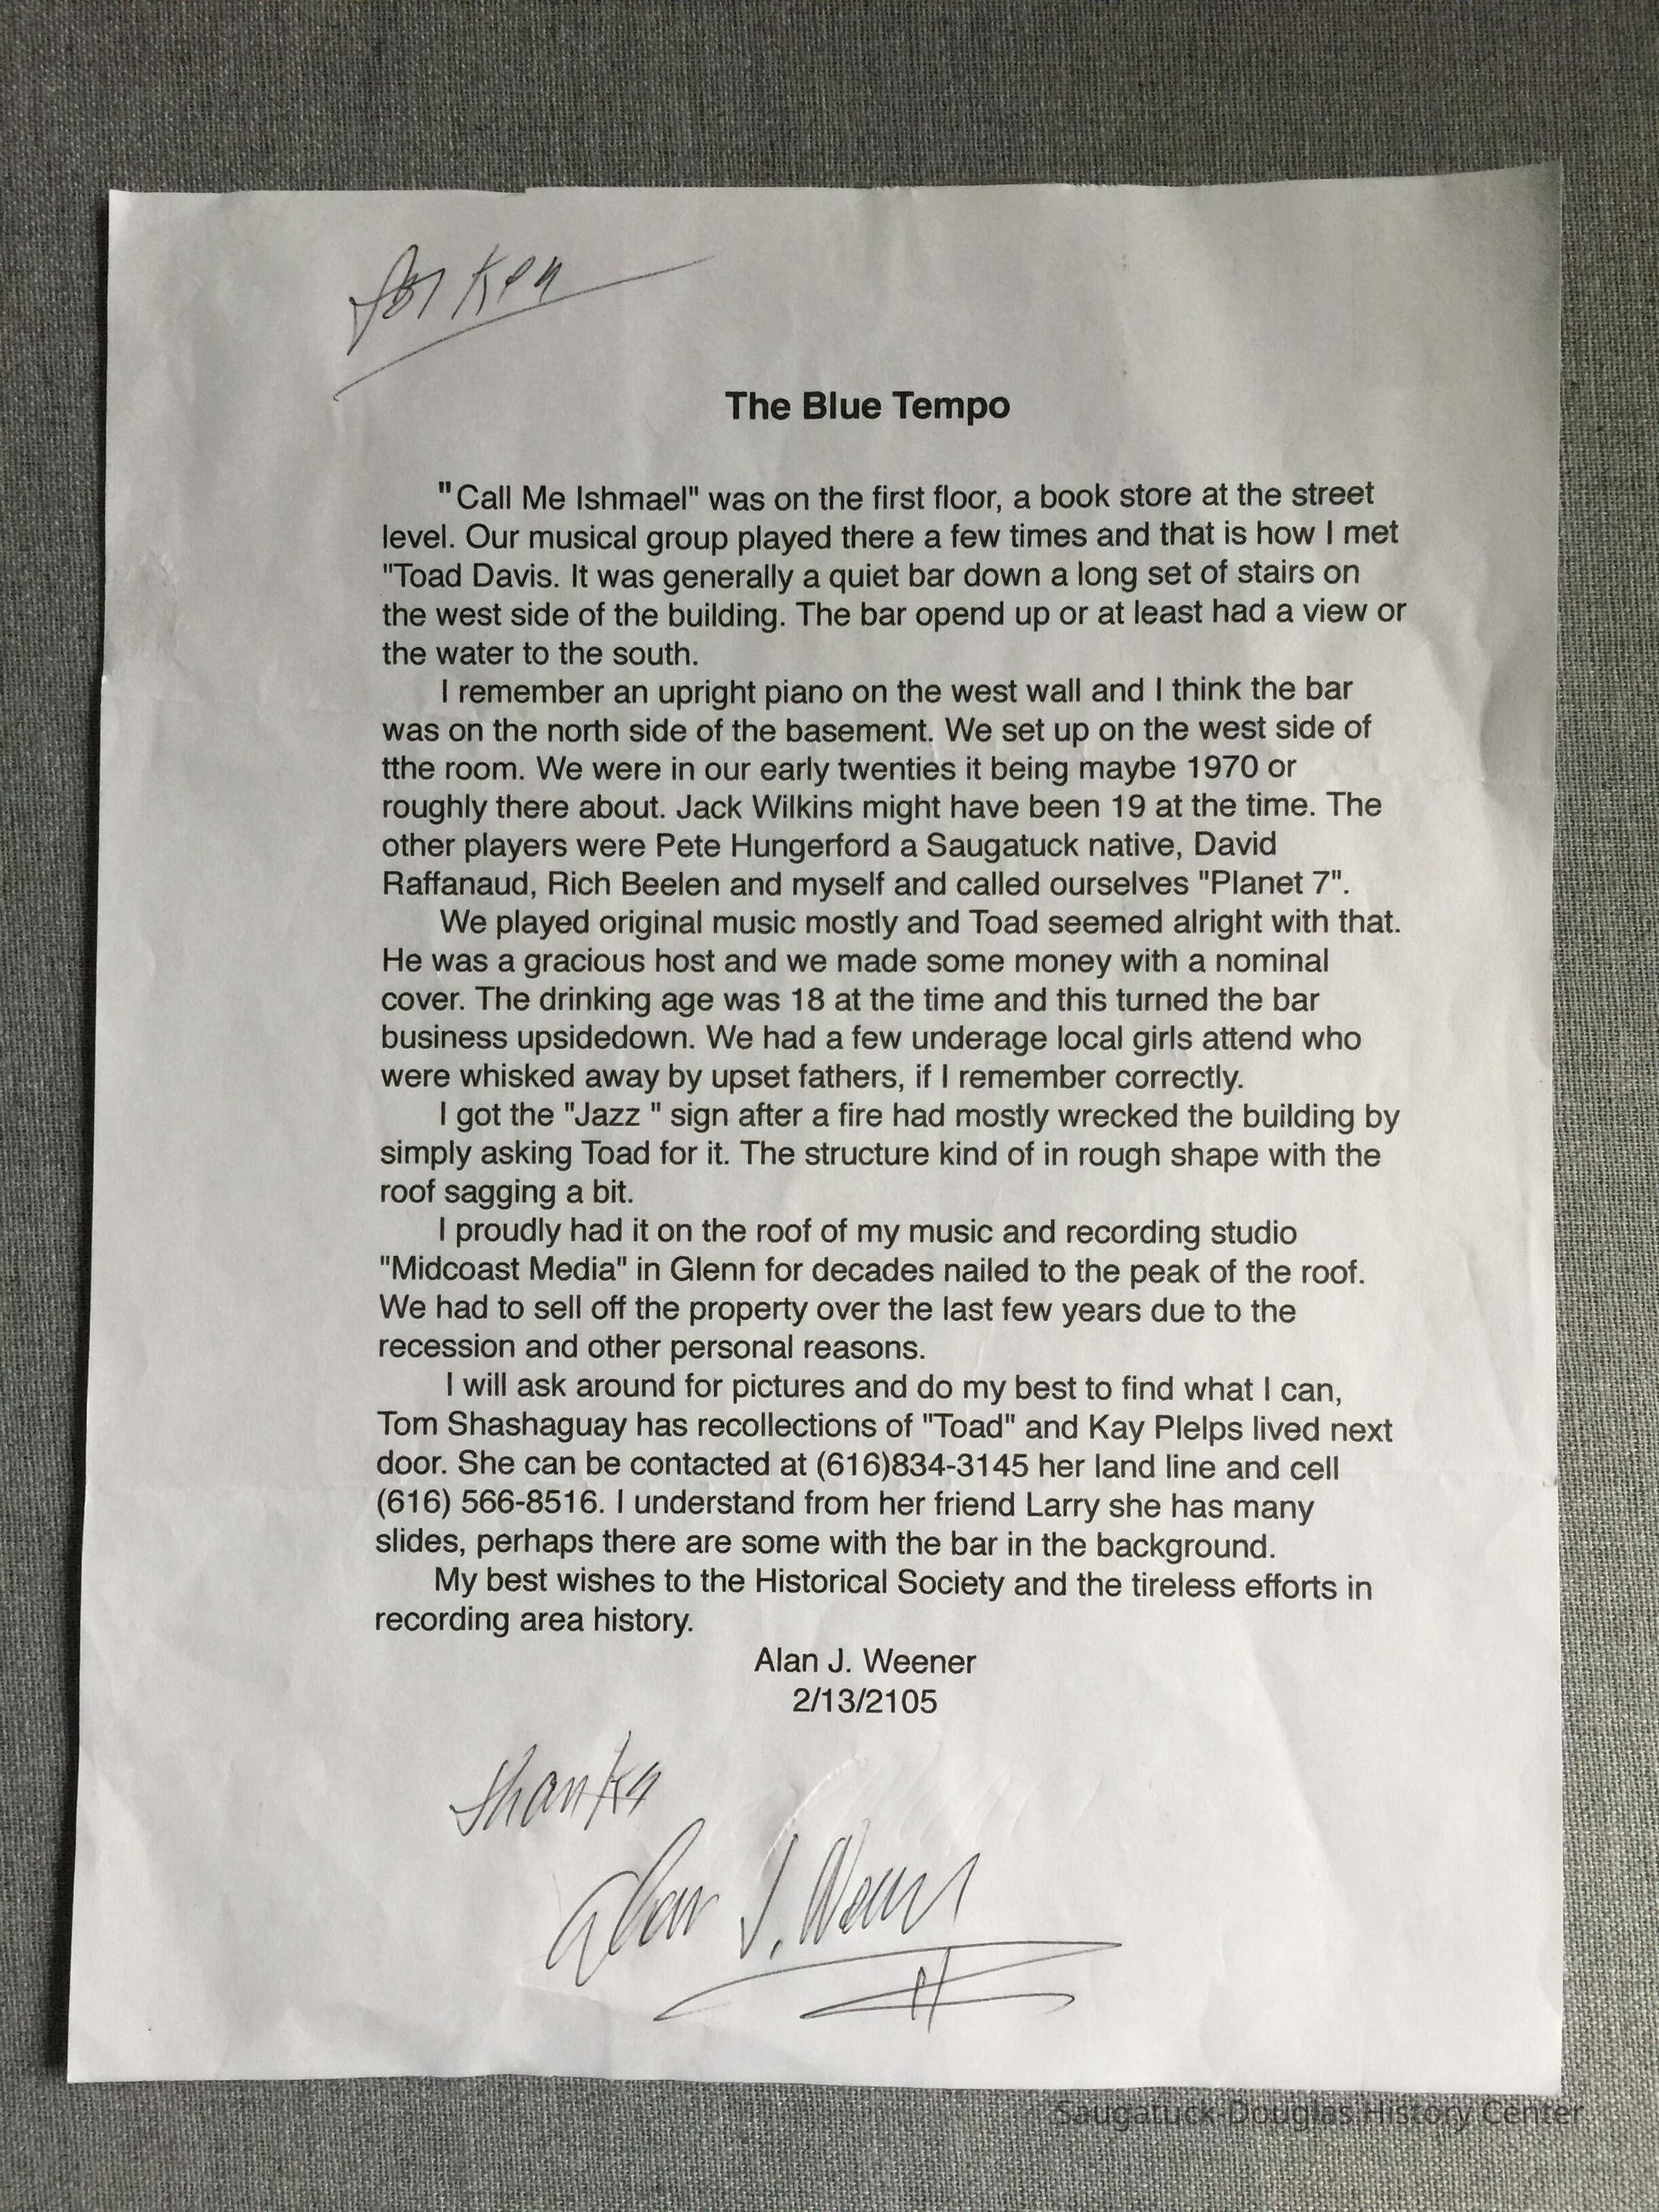 for Ken
The Blue Tempo
"Call Me Ishmael" was on the first floor, a book store at the street
level. Our musical group played there a few times and that is how I met
"Toad Davis. It was generally a quiet bar down a long set of stairs on
the west side of the building. The bar opend up or at least had a view or
the water to the south.
I remember an upright piano on the west wall and I think the bar
was on the north side of the basement. We set up on the west side of
tthe room. We were in our early twenties it being maybe 1970 or
roughly there about. Jack Wilkins might have been 19 at the time. The
other players were Pete Hungerford a Saugatuck native, David
Raffanaud, Rich Beelen and myself and called ourselves "Planet 7".
We played original music mostly and Toad seemed alright with that.
He was a gracious host and we made some money with a nominal
cover. The drinking age was 18 at the time and this turned the bar
business upsidedown. We had a few underage local girls attend who
were whisked away by upset fathers, if I remember correctly.
I got the "Jazz " sign after a fire had mostly wrecked the building by
simply asking Toad for it. The structure kind of in rough shape with the
roof sagging a bit.
I proudly had it on the roof of my music and recording studio
"Midcoast Media" in Glenn for decades nailed to the peak of the roof.
We had to sell off the property over the last few years due to the
recession and other personal reasons.
I will ask around for pictures and do my best to find what I can,
Tom Shashaguay has recollections of "Toad" and Kay Plelps lived next
door. She can be contacted at (616)834-3145 her land line and cell
(616) 566-8516. I understand from her friend Larry she has many
slides, perhaps there are some with the bar in the background.
My best wishes to the Historical Society and the tireless efforts in
recording area history.
Alan J. Weener
2/13/2105
Thanks
Alan J. Weener
Saugatuck-Douglas History Center